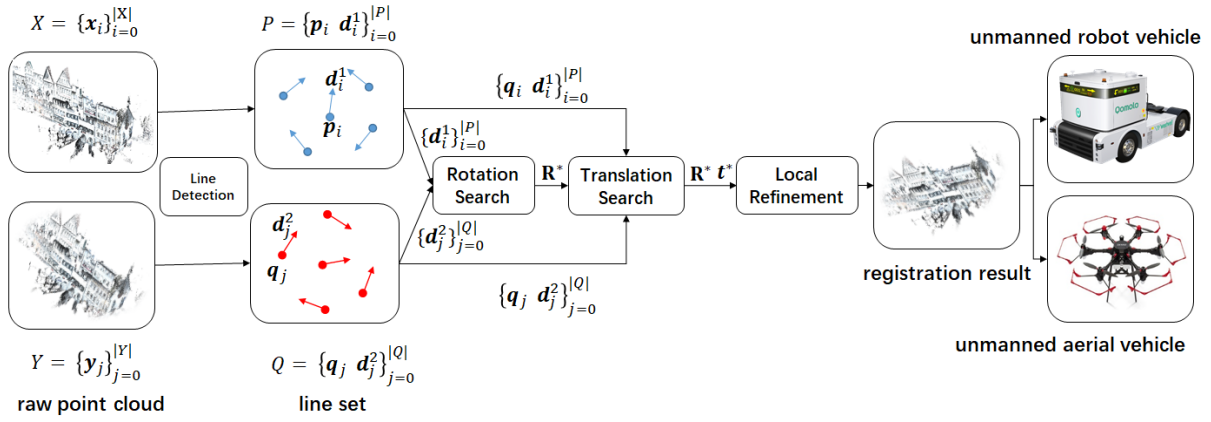 X = {x_i}_{i=0}^{|X|}
P = {p_i d_i^1}_{i=0}^{|P|}
unmanned robot vehicle
d_i^1
p_i
{q_i d_i^1}_{i=0}^{|P|}
{d_i^1}_{i=0}^{|P|}
Qomolo
Line
Detection
Rotation
Search
R*
Translation
Search
R* t*
Local
Refinement
d_j^2
q_j
{d_j^2}_{j=0}^{|Q|}
{q_j d_j^2}_{j=0}^{|Q|}
registration result
unmanned aerial vehicle
Y = {y_j}_{j=0}^{|Y|}
Q = {q_j d_j^2}_{j=0}^{|Q|}
raw point cloud
line set